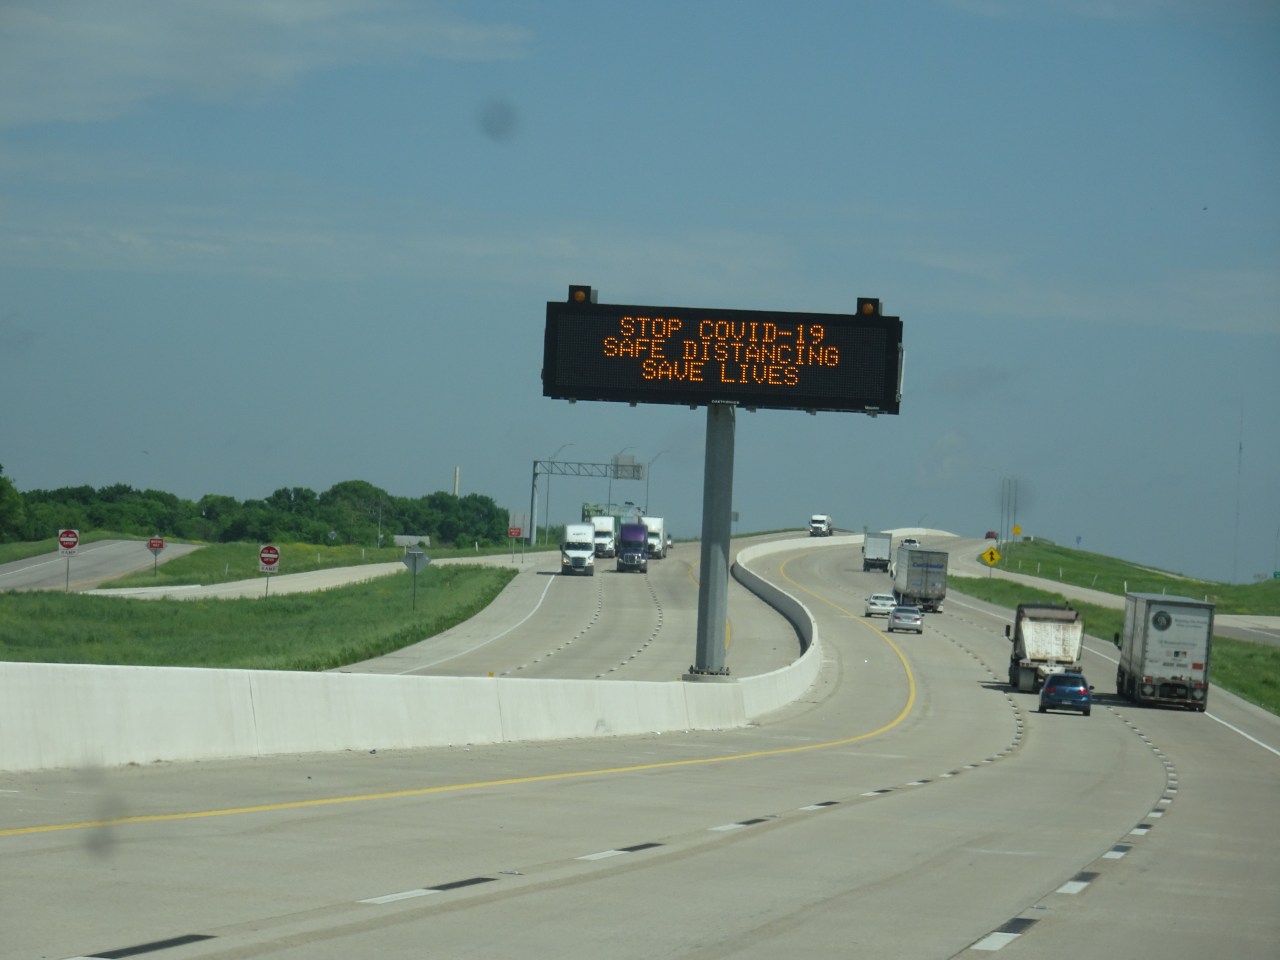 STOP COVID-19
SAFE DISTANCING
SAVE LIVES